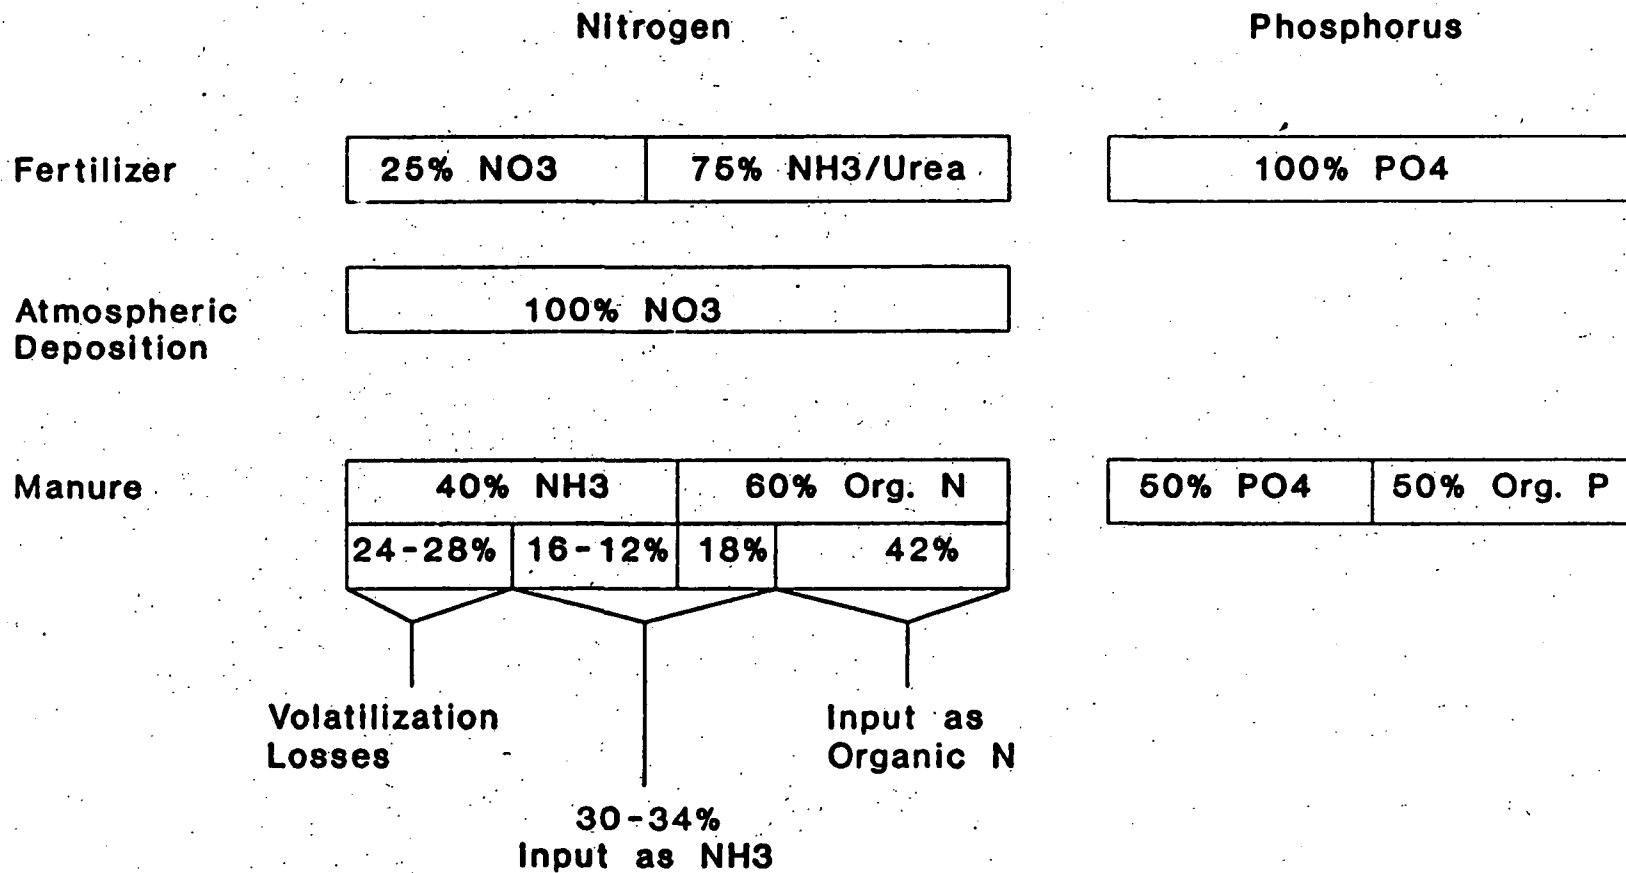 Nitrogen Phosphorus
Fertilizer 25% NO3 75% NH3/Urea 100% PO4
Atmospheric
Deposition 100% NO3
Manure 40% NH3 60% Org. N 50% PO4 50% Org. P
24-28% 16-12% 18% 42%
Volatilization
Losses
Input as
Organic N
30-34%
Input as NH3